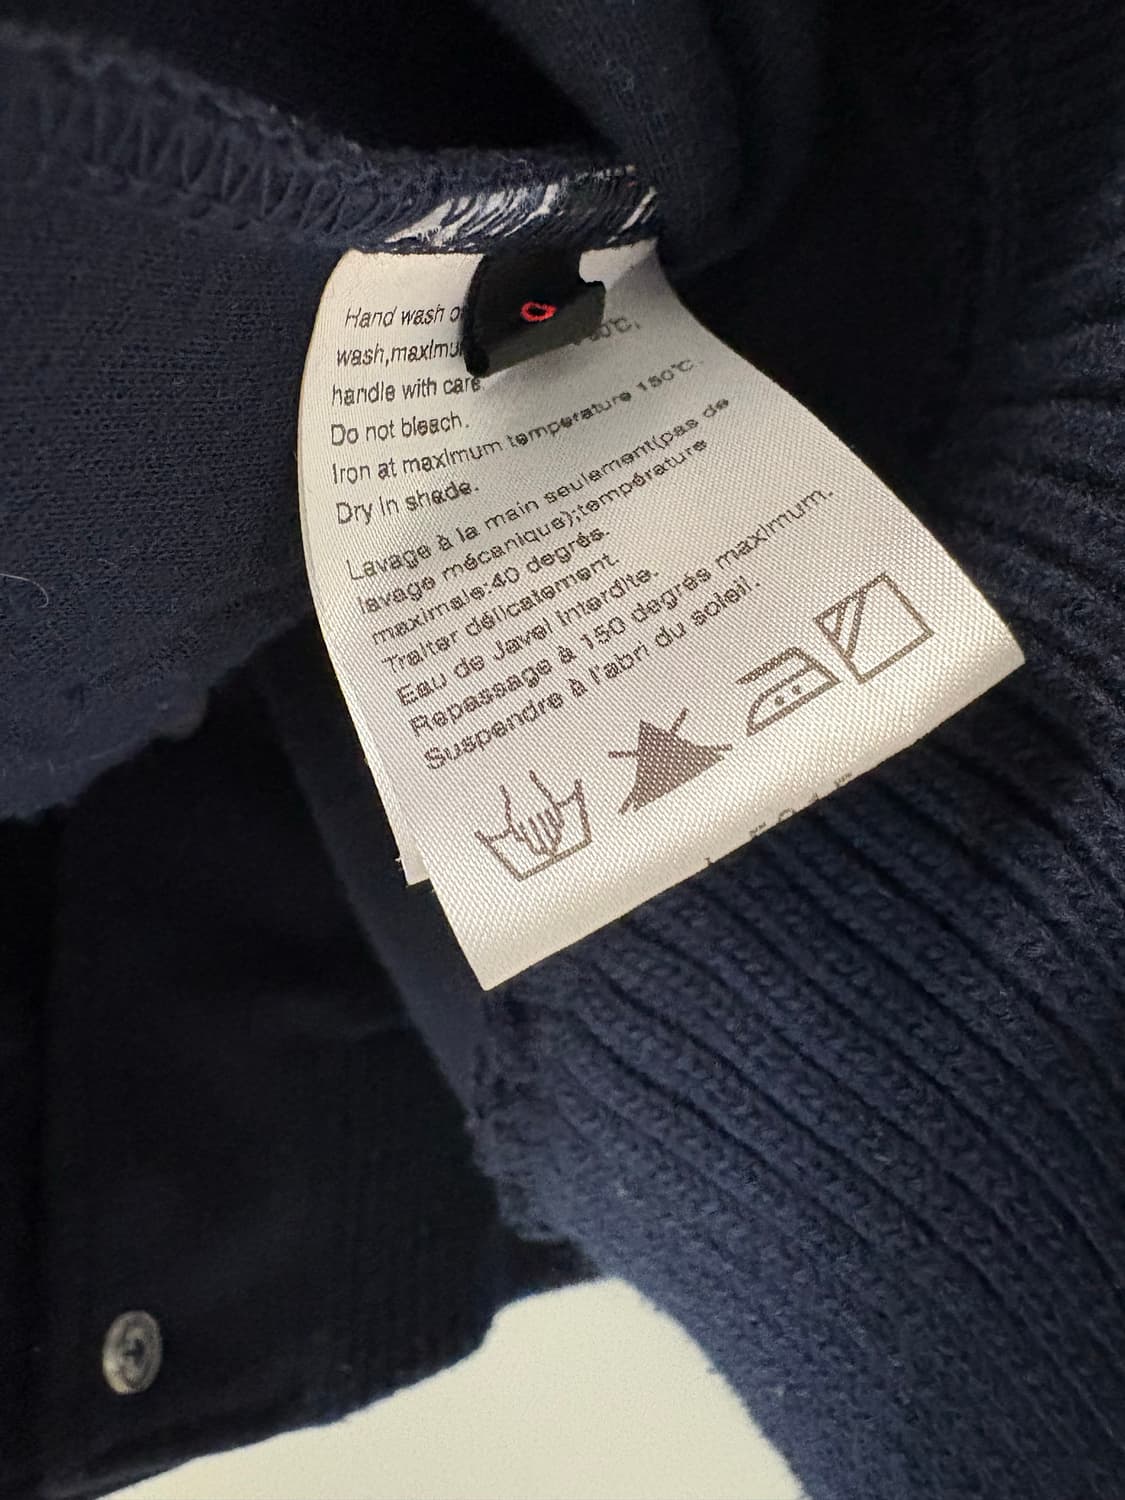 Hand wash
wash,maximu
handle with care
Do not bleach.
Iron at maximum temperature 150℃.
Dry in shade.
Lavage à la main seulement(pas de
lavage mécanique);température
maximale:40 degrés.
Traiter délicatement.
Eau de Javel Interdite.
Repassage à 150 degrés maximum.
Suspendre à l'abri du soleil.